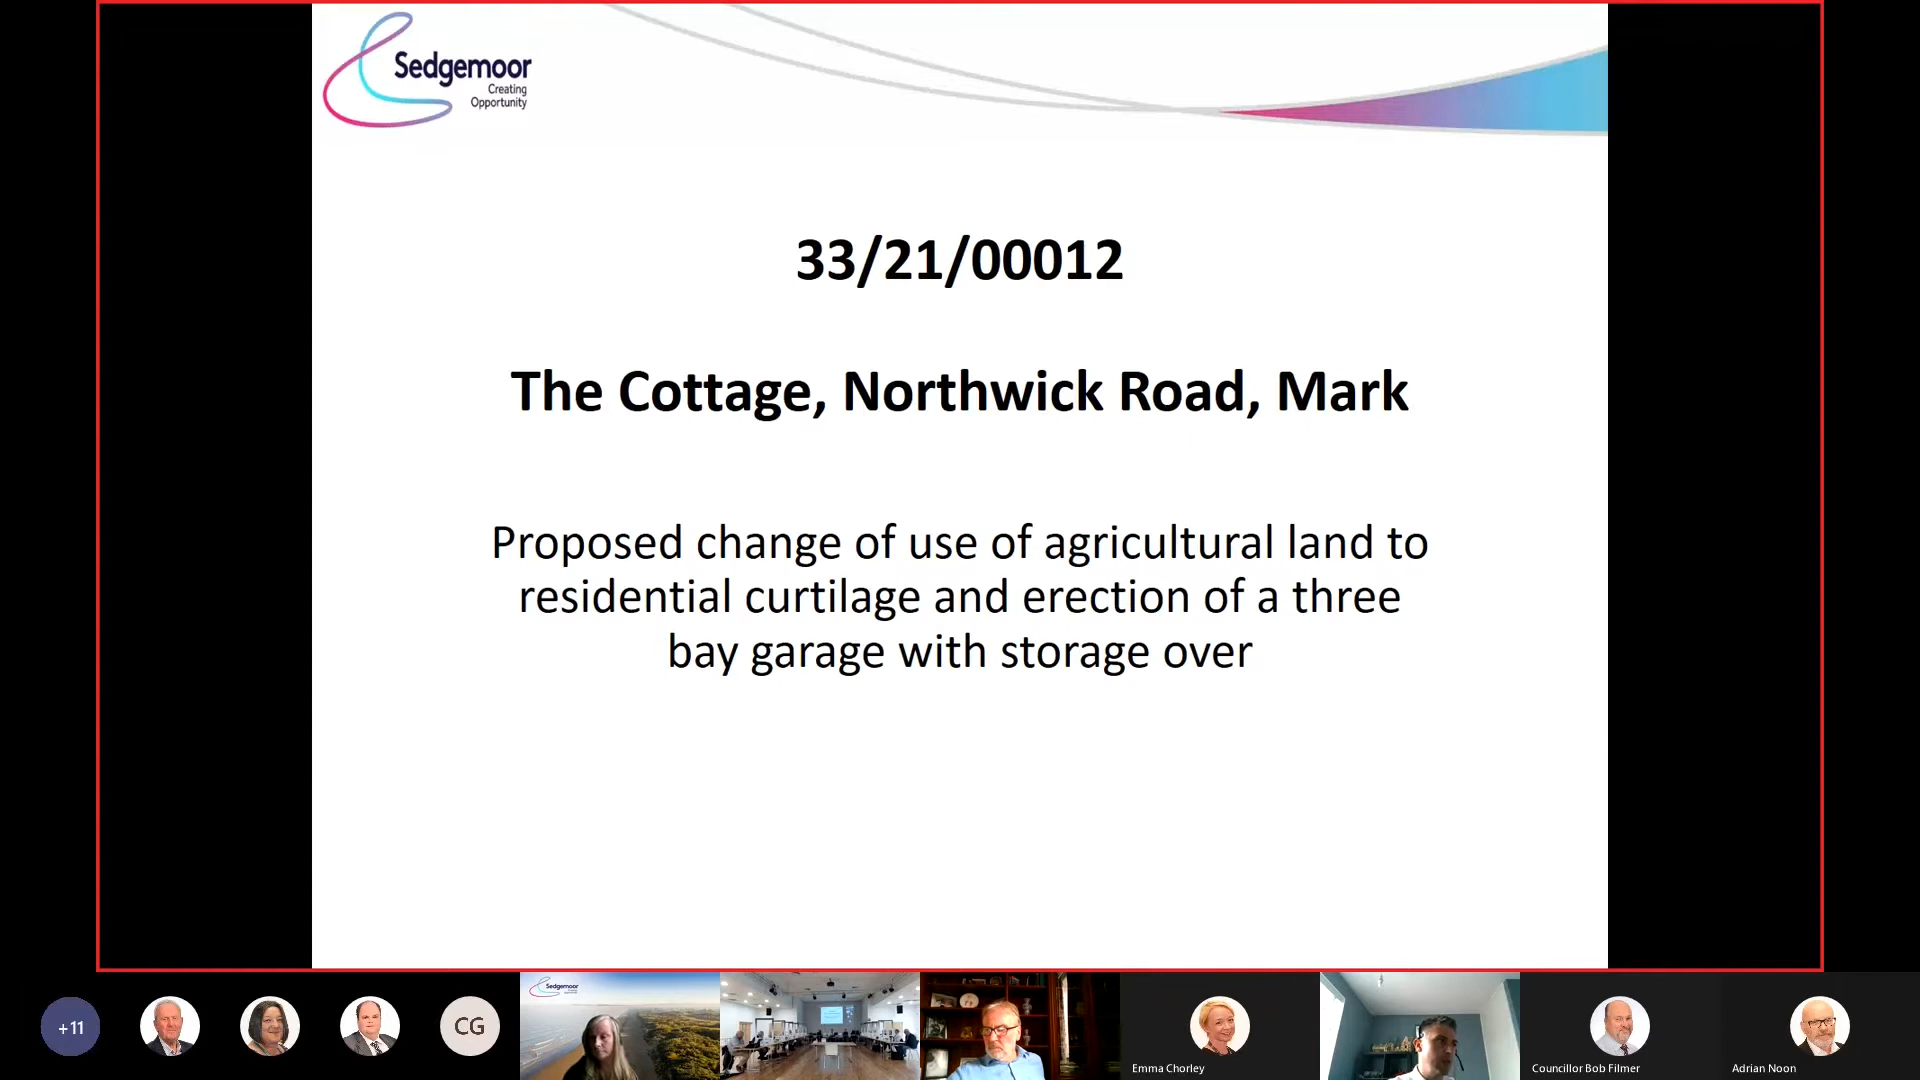 Sedgemoor
Creating
Opportunity
33/21/00012
The Cottage, Northwick Road, Mark
Proposed change of use of agricultural land to
residential curtilage and erection of a three
bay garage with storage over
+11
CG
Sedgemoor
Emma Chorley
Councillor Bob Filmer
Adrian Noon